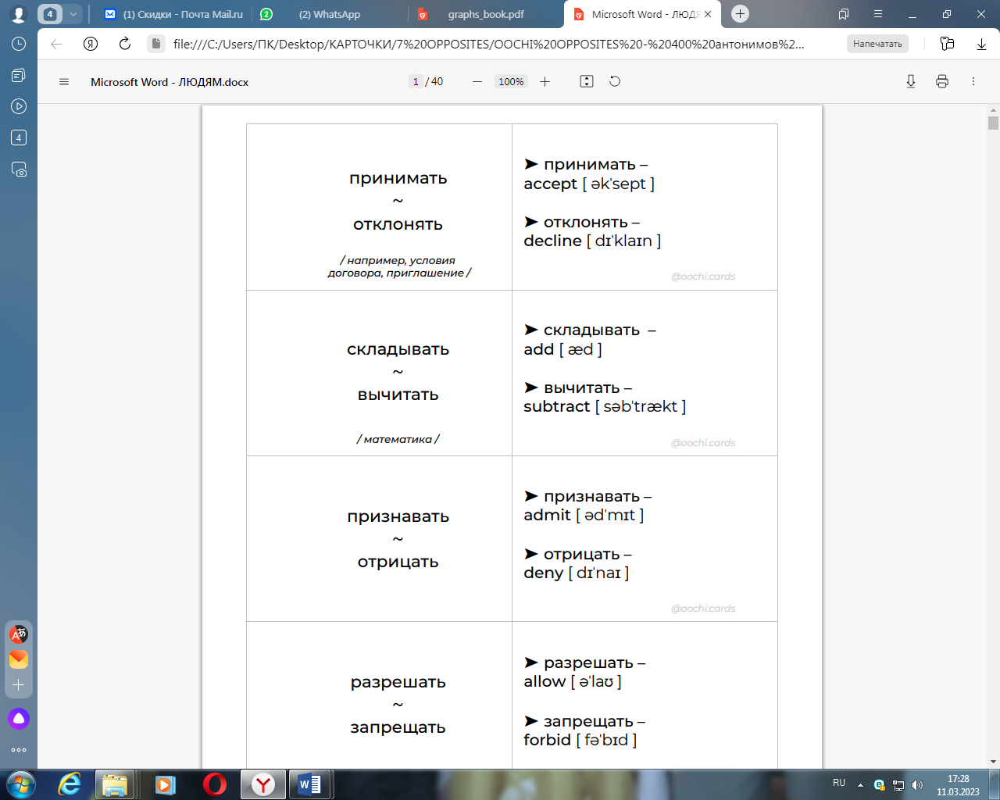 4
(1) Скидки - Почта Mail.ru
2
(2) WhatsApp
graphs_book.pdf
Microsoft Word - ЛЮДЯ
Я
file:///C:/Users/ПК/Desktop/КАРТОЧКИ/7%20OPPOSITES/OOCHI%20OPPOSITES%20-%20400%20антонимов%2...
Напечатать
Microsoft Word - ЛЮДЯМ.docx
1 / 40
100%
4
принимать
~
отклонять
/ например, условия
договора, приглашение /
➤ принимать –
accept [ ək'sept ]
➤ отклонять –
decline [ dɪ'klaɪn ]
@oochi.cards
складывать
~
вычитать
/ математика /
➤ складывать –
add [ æd ]
➤ вычитать –
subtract [ səb'trækt ]
@oochi.cards
признавать
~
отрицать
➤ признавать –
admit [ əd'mɪt ]
➤ отрицать –
deny [ dɪ'naɪ ]
@oochi.cards
разрешать
~
запрещать
➤ разрешать –
allow [ ə'laʊ ]
➤ запрещать –
forbid [ fə'bɪd ]
RU
17:28
11.03.2023